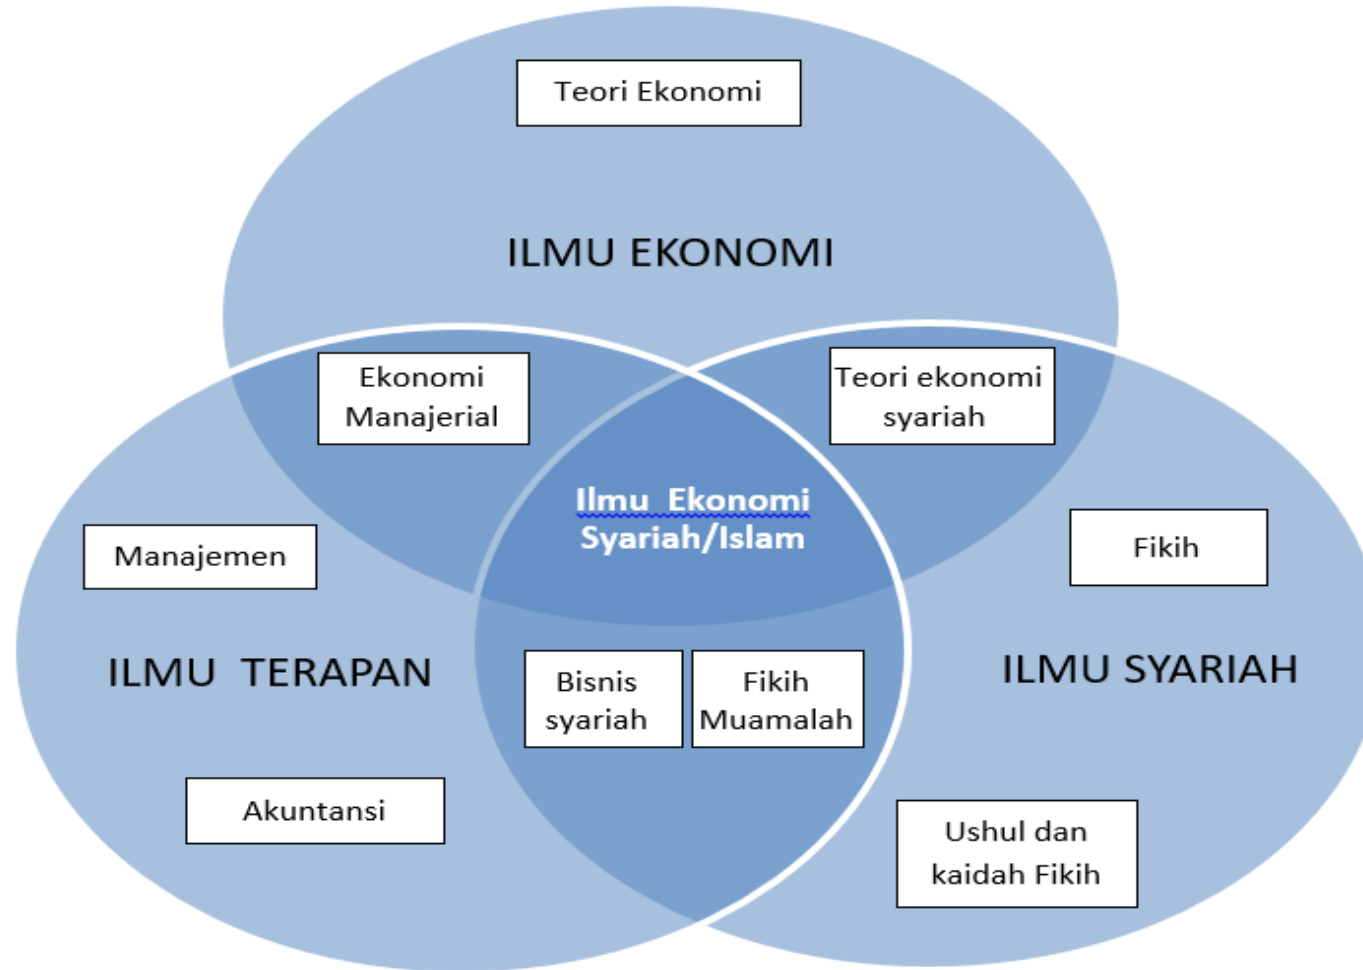 Teori Ekonomi
ILMU EKONOMI
Ekonomi
Manajerial
Teori ekonomi
syariah
Ilmu Ekonomi
Syariah/Islam
Manajemen
Fikih
ILMU TERAPAN
ILMU SYARIAH
Bisnis
syariah
Fikih
Muamalah
Akuntansi
Ushul dan
kaidah Fikih